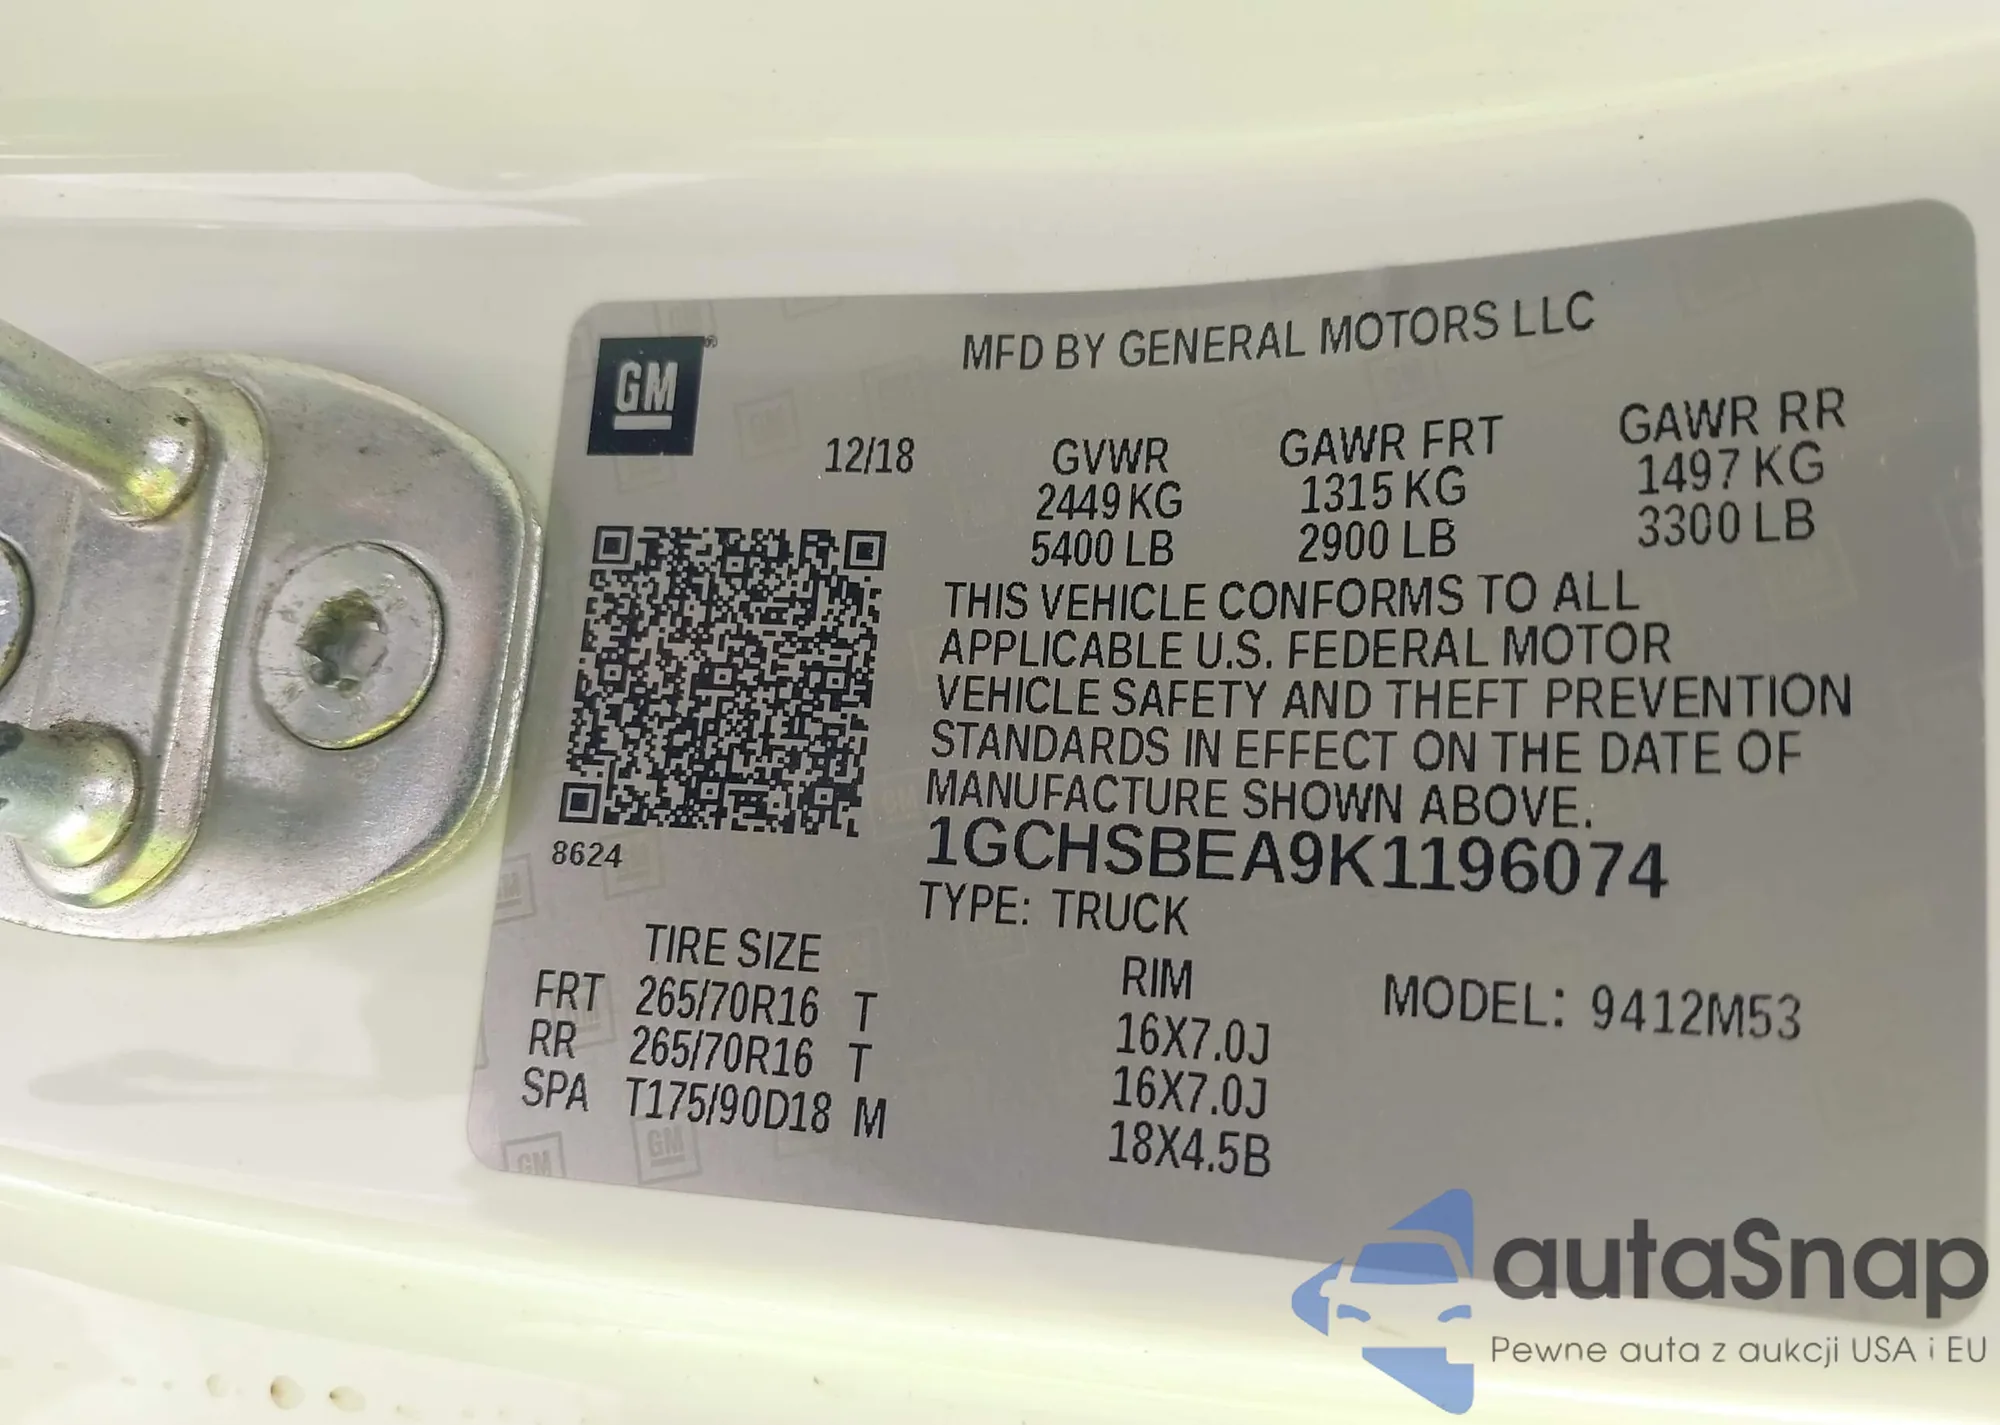 GM
MFD BY GENERAL MOTORS LLC
12/18 GVWR GAWR FRT GAWR RR
2449 KG 1315 KG 1497 KG
5400 LB 2900 LB 3300 LB
THIS VEHICLE CONFORMS TO ALL
APPLICABLE U.S. FEDERAL MOTOR
VEHICLE SAFETY AND THEFT PREVENTION
STANDARDS IN EFFECT ON THE DATE OF
MANUFACTURE SHOWN ABOVE.
8624
1GCHSBEA9K1196074
TYPE: TRUCK
TIRE SIZE RIM MODEL: 9412M53
FRT 265/70R16 T 16X7.0J
RR 265/70R16 T 16X7.0J
SPA T175/90D18 M 18X4.5B
autaSnap
Pewne auta z aukcji USA i EU